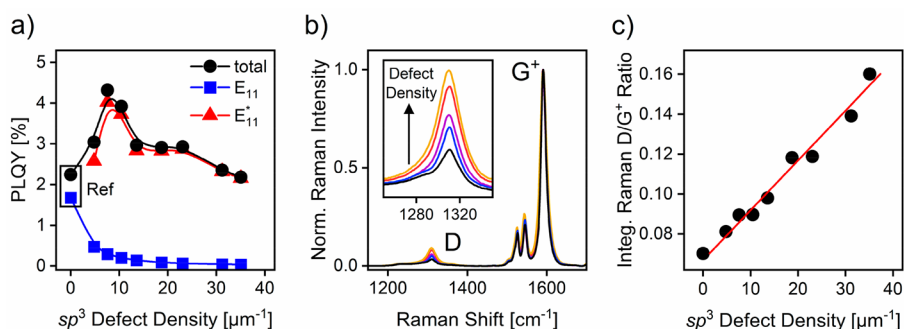 a)
5
4
3
2
1
0
PLQY [%]
total
E11
E*11
Ref
0 10 20 30 40
sp3 Defect Density [µm-1]
b)
1.0
0.5
0.0
Norm. Raman Intensity
Defect
Density
1280 1320
G+
D
1200 1400 1600
Raman Shift [cm-1]
c)
0.16
0.14
0.12
0.10
0.08
Integ. Raman D/G+ Ratio
0 10 20 30 40
sp3 Defect Density [µm-1]